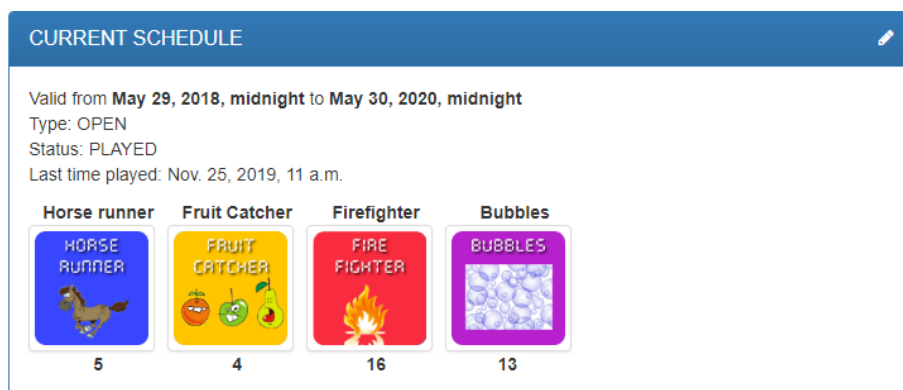 CURRENT SCHEDULE
Valid from May 29, 2018, midnight to May 30, 2020, midnight
Type: OPEN
Status: PLAYED
Last time played: Nov. 25, 2019, 11 a.m.
Horse runner Fruit Catcher Firefighter Bubbles
HORSE RUNNER
FRUIT CATCHER
FIRE FIGHTER
BUBBLES
5 4 16 13